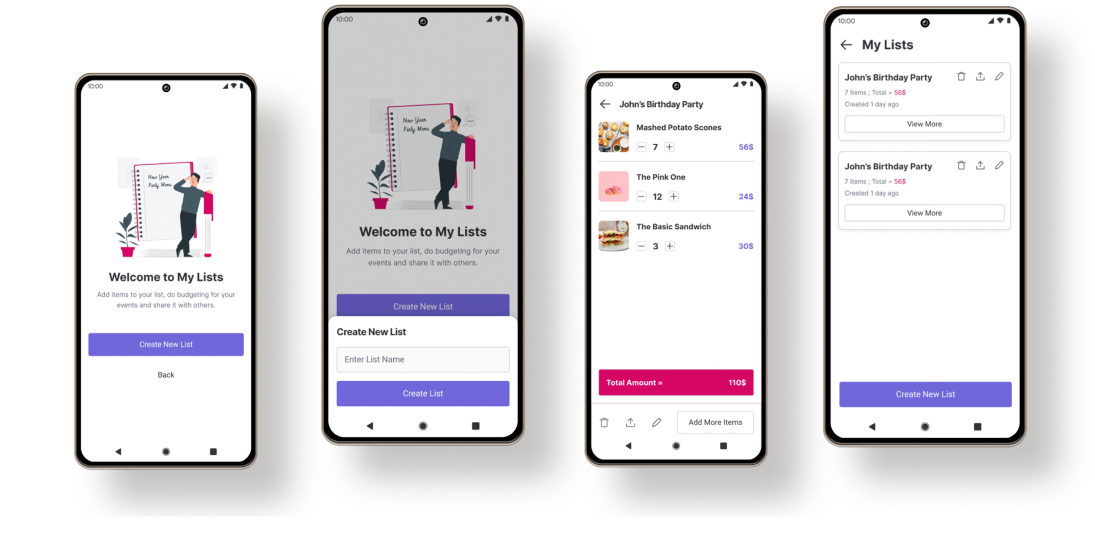 10:00
New Year
Party Menu
Welcome to My Lists
Add items to your list, do budgeting for your
events and share it with others.
Create New List
Back
10:00
New Year
Party Menu
Welcome to My Lists
Add items to your list, do budgeting for your
events and share it with others.
Create New List
Create New List
Enter List Name
Create List
10:00
John's Birthday Party
Mashed Potato Scones
7
56$
The Pink One
12
24$
The Basic Sandwich
3
30$
Total Amount = 110$
Add More Items
10:00
My Lists
John's Birthday Party
7 Items ; Total = 56$
Created 1 day ago
View More
John's Birthday Party
7 Items ; Total = 56$
Created 1 day ago
View More
Create New List